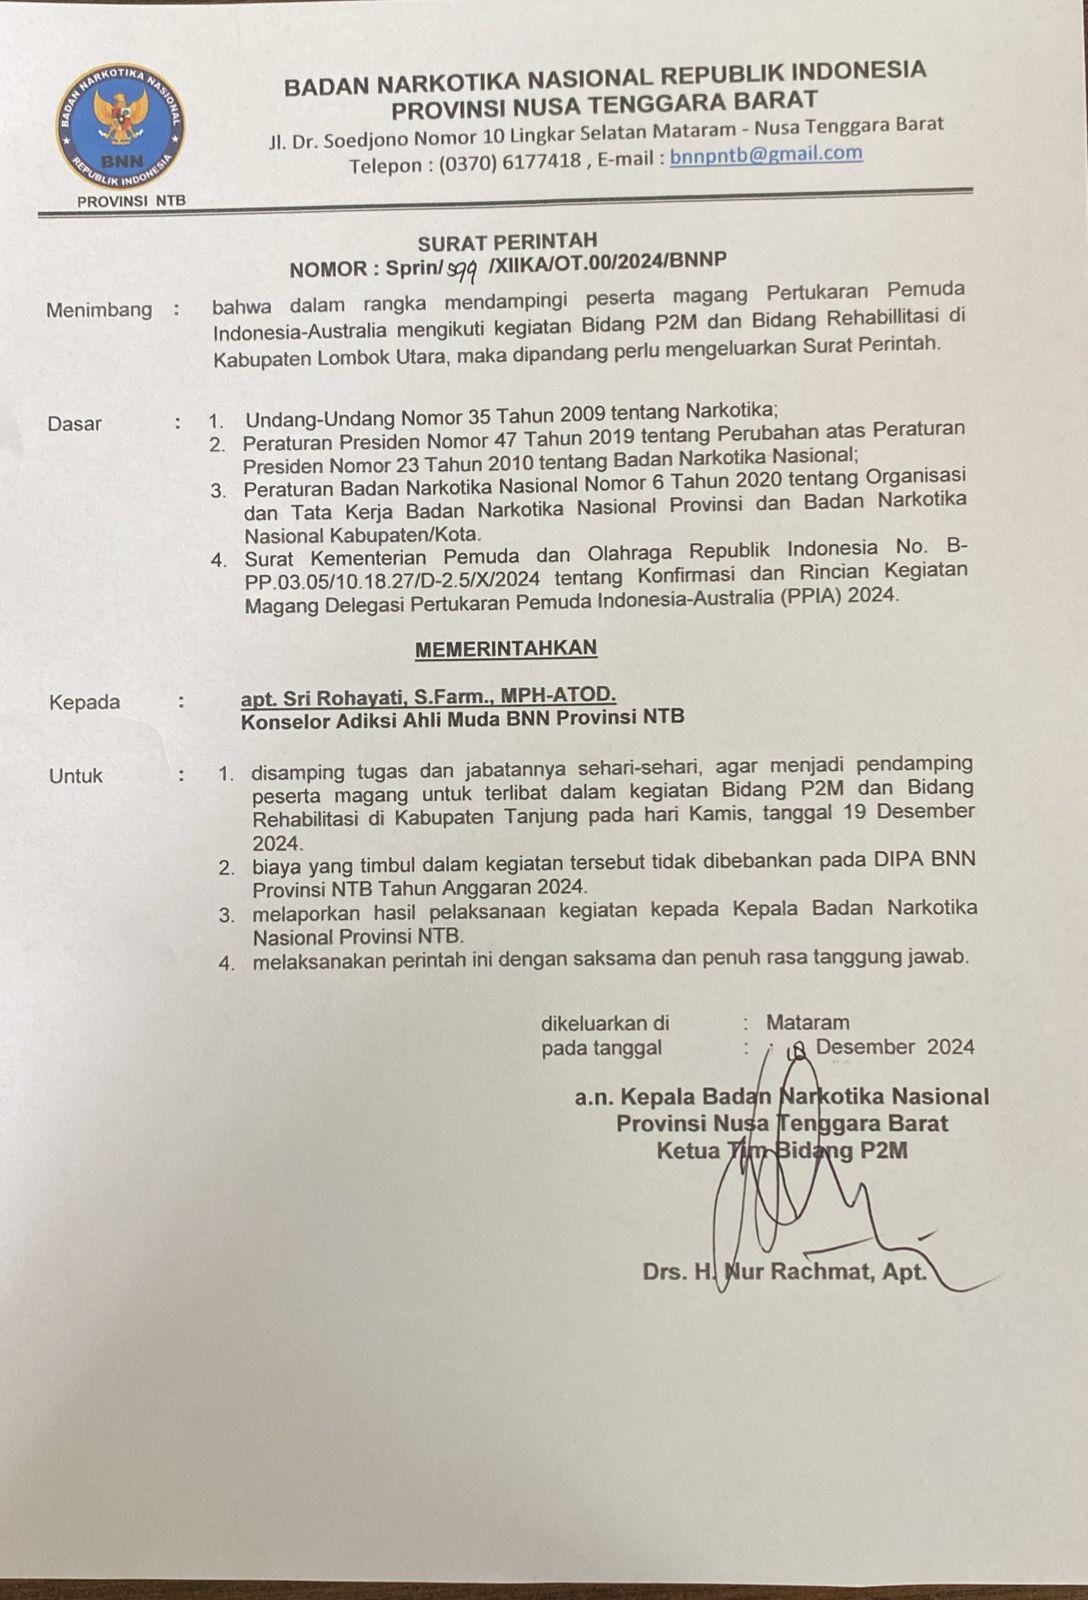 BADAN NARKOTIKA NASIONAL
BNN
REPUBLIK INDONESIA
PROVINSI NTB
BADAN NARKOTIKA NASIONAL REPUBLIK INDONESIA
PROVINSI NUSA TENGGARA BARAT
Jl. Dr. Soedjono Nomor 10 Lingkar Selatan Mataram - Nusa Tenggara Barat
Telepon : (0370) 6177418 , E-mail : bnnpntb@gmail.com
SURAT PERINTAH
NOMOR : Sprin/ 599 /XIIKA/OT.00/2024/BNNP
Menimbang : bahwa dalam rangka mendampingi peserta magang Pertukaran Pemuda
Indonesia-Australia mengikuti kegiatan Bidang P2M dan Bidang Rehabillitasi di
Kabupaten Lombok Utara, maka dipandang perlu mengeluarkan Surat Perintah.
Dasar : 1. Undang-Undang Nomor 35 Tahun 2009 tentang Narkotika;
2. Peraturan Presiden Nomor 47 Tahun 2019 tentang Perubahan atas Peraturan
Presiden Nomor 23 Tahun 2010 tentang Badan Narkotika Nasional;
3. Peraturan Badan Narkotika Nasional Nomor 6 Tahun 2020 tentang Organisasi
dan Tata Kerja Badan Narkotika Nasional Provinsi dan Badan Narkotika
Nasional Kabupaten/Kota.
4. Surat Kementerian Pemuda dan Olahraga Republik Indonesia No. B-
PP.03.05/10.18.27/D-2.5/X/2024 tentang Konfirmasi dan Rincian Kegiatan
Magang Delegasi Pertukaran Pemuda Indonesia-Australia (PPIA) 2024.
MEMERINTAHKAN
Kepada : apt. Sri Rohayati, S.Farm., MPH-ATOD.
Konselor Adiksi Ahli Muda BNN Provinsi NTB
Untuk : 1. disamping tugas dan jabatannya sehari-sehari, agar menjadi pendamping
peserta magang untuk terlibat dalam kegiatan Bidang P2M dan Bidang
Rehabilitasi di Kabupaten Tanjung pada hari Kamis, tanggal 19 Desember
2024.
2. biaya yang timbul dalam kegiatan tersebut tidak dibebankan pada DIPA BNN
Provinsi NTB Tahun Anggaran 2024.
3. melaporkan hasil pelaksanaan kegiatan kepada Kepala Badan Narkotika
Nasional Provinsi NTB.
4. melaksanakan perintah ini dengan saksama dan penuh rasa tanggung jawab.
dikeluarkan di : Mataram
pada tanggal : 18 Desember 2024
a.n. Kepala Badan Narkotika Nasional
Provinsi Nusa Tenggara Barat
Ketua Tim Bidang P2M
Drs. H. Nur Rachmat, Apt.